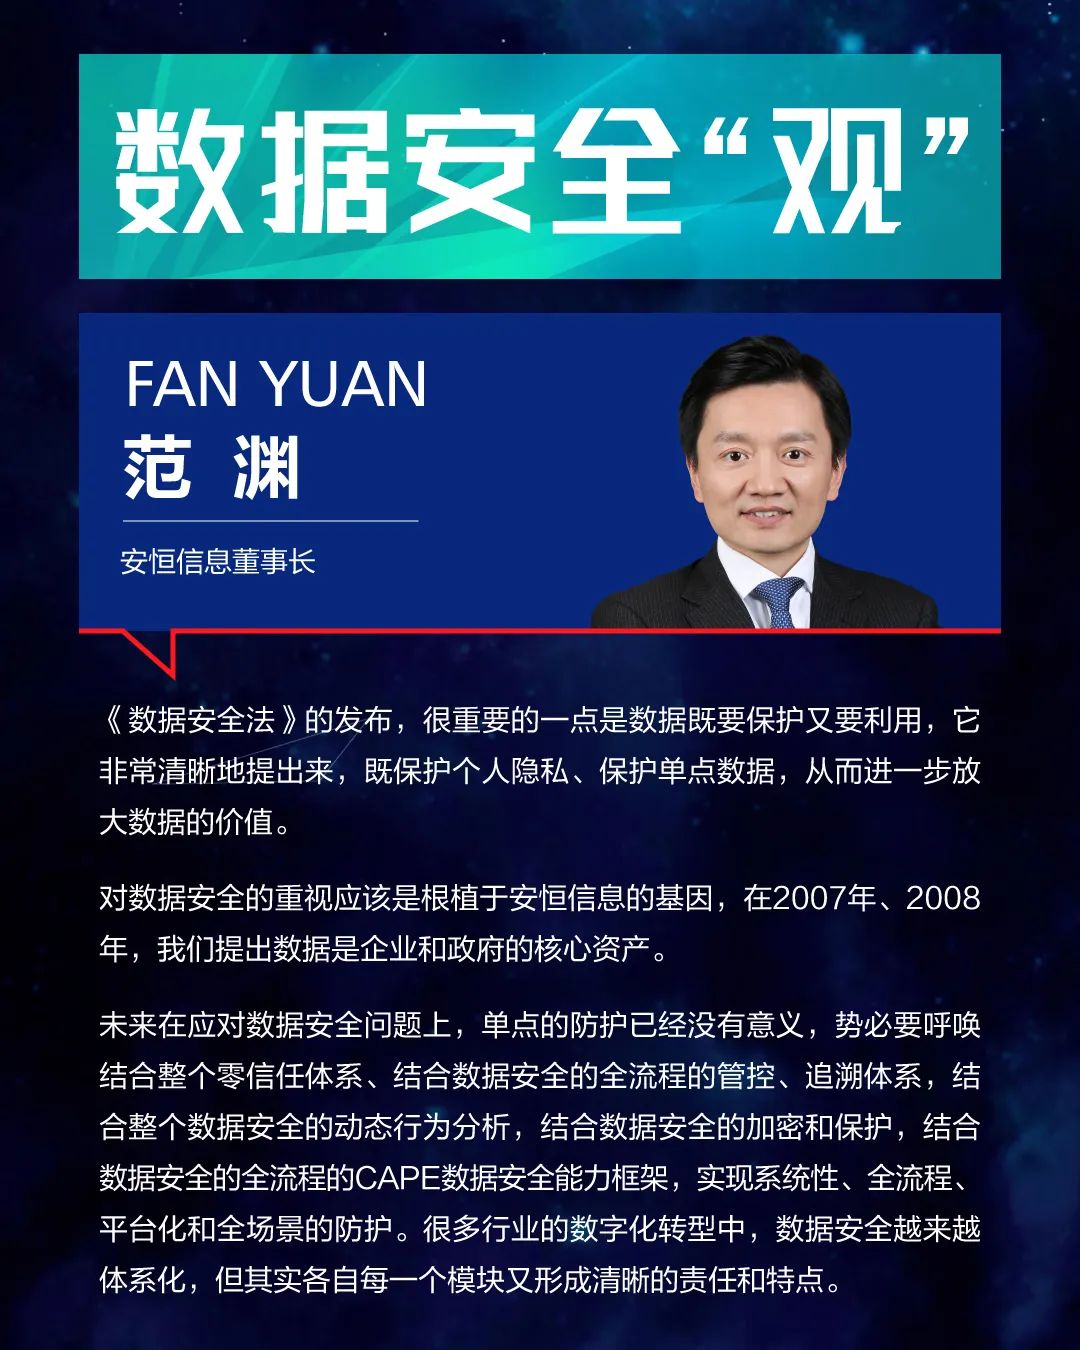 数据安全“观”
FAN YUAN
范 渊
安恒信息董事长
《数据安全法》的发布，很重要的一点是数据既要保护又要利用，它
非常清晰地提出来，既保护个人隐私、保护单点数据，从而进一步放
大数据的价值。
对数据安全的重视应该是根植于安恒信息的基因，在2007年、2008
年，我们提出数据是企业和政府的核心资产。
未来在应对数据安全问题上，单点的防护已经没有意义，势必要呼唤
结合整个零信任体系、结合数据安全的全流程的管控、追溯体系，结
合整个数据安全的动态行为分析，结合数据安全的加密和保护，结合
数据安全的全流程的CAPE数据安全能力框架，实现系统性、全流程、
平台化和全场景的防护。很多行业的数字化转型中，数据安全越来越
体系化，但其实各自每一个模块又形成清晰的责任和特点。